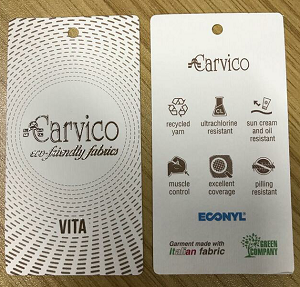 Carvico
eco-friendly fabrics
VITA
Carvico
recycled
yarn
ultrachlorine
resistant
sun cream
and oil
resistant
muscle
control
excellent
coverage
pilling
resistant
ECONYL®
Garment made with
Italian fabric
GREEN
COMPANY